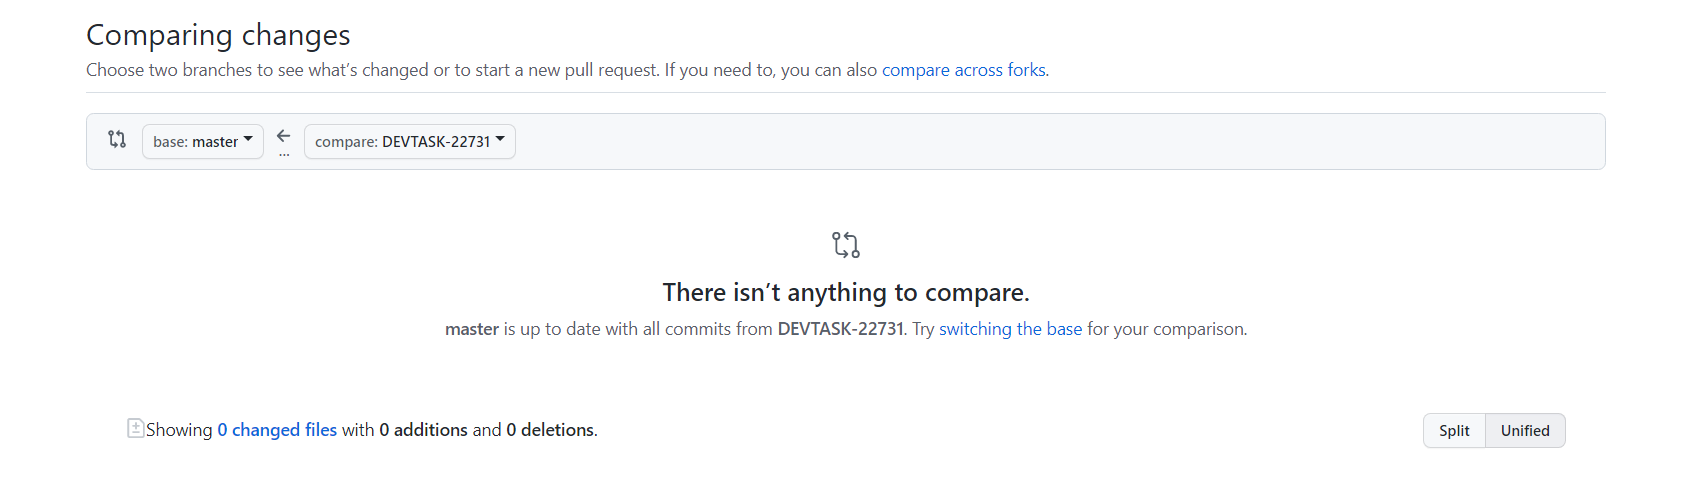 Comparing changes
Choose two branches to see what’s changed or to start a new pull request. If you need to, you can also compare across forks.
base: master ... compare: DEVTASK-22731
There isn’t anything to compare.
master is up to date with all commits from DEVTASK-22731. Try switching the base for your comparison.
Showing 0 changed files with 0 additions and 0 deletions. Split Unified